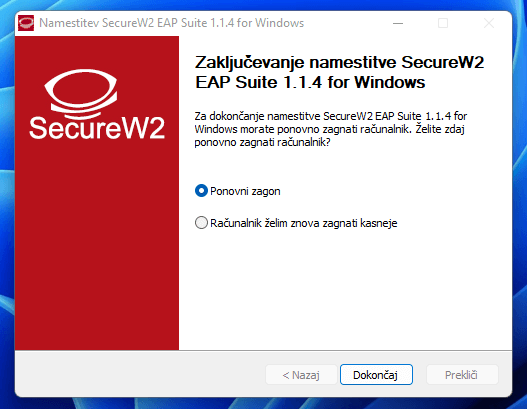 Namestitev SecureW2 EAP Suite 1.1.4 for Windows
SecureW2
Zaključevanje namestitve SecureW2
EAP Suite 1.1.4 for Windows
Za dokončanje namestitve SecureW2 EAP Suite 1.1.4 for
Windows morate ponovno zagnati računalnik. Želite zdaj
ponovno zagnati računalnik?
Ponovni zagon
Računalnik želim znova zagnati kasneje
< Nazaj
Dokončaj
Prekliči